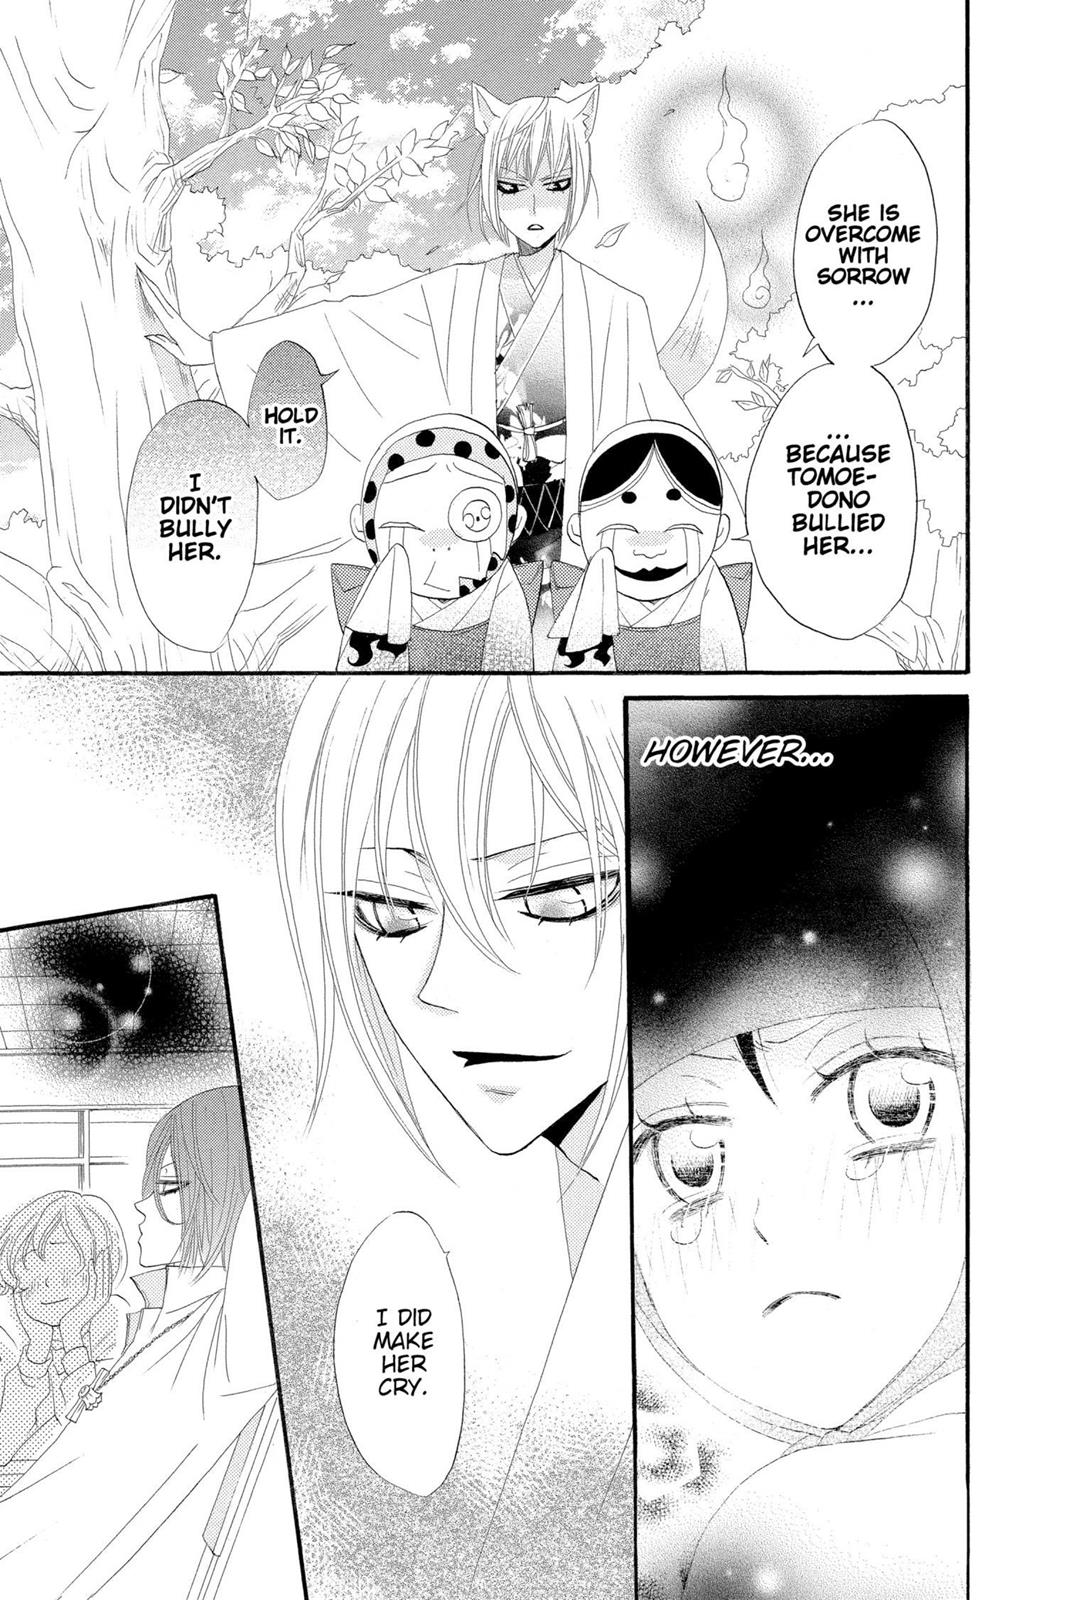 SHE IS
OVERCOME
WITH
SORROW
...
...
BECAUSE
TOMOE-
DONO
BULLIED
HER...
HOLD
IT.
I
DIDN'T
BULLY
HER.
HOWEVER...
I DID
MAKE
HER
CRY.